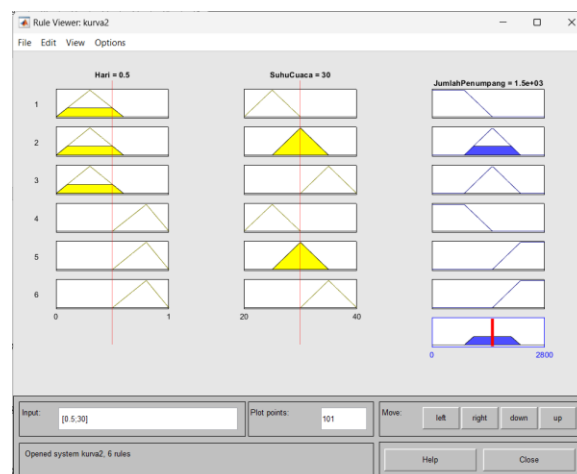 Rule Viewer: kurva2
File Edit View Options
Hari = 0.5 SuhuCuaca = 30 JumlahPenumpang = 1.5e+03
1
2
3
4
5
6
0 1 20 40
0 2800
Input: [0.5;30] Plot points: 101 Move: left right down up
Opened system kurva2, 6 rules Help Close